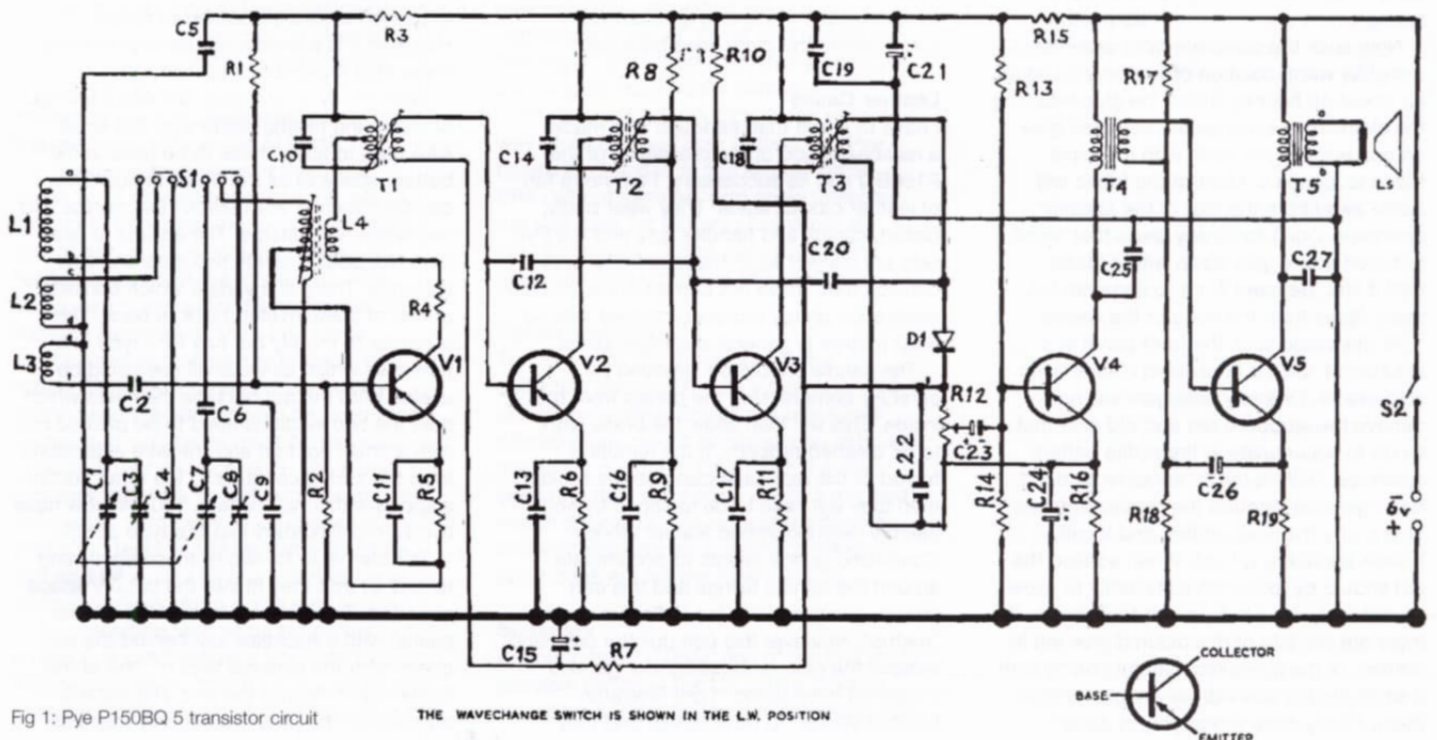 C5
R3
R15
R1
R8
R10
C19
C21
R17
R13
C10
T1
C14
T2
C18
T3
T4
T5
LS
S1
L1
L4
C20
C25
C27
L2
R4
C12
D1
L3
V1
V2
V3
V4
V5
C2
C6
R12
S2
C23
C1
C3
C4
C7
C8
C9
R2
C11
R5
C13
R6
C16
R9
C17
R11
C22
R14
C24
R16
C26
R18
R19
6v
+
C15
R7
COLLECTOR
BASE
EMITTER
Fig 1: Pye P150BQ 5 transistor circuit
THE WAVECHANGE SWITCH IS SHOWN IN THE L.W. POSITION